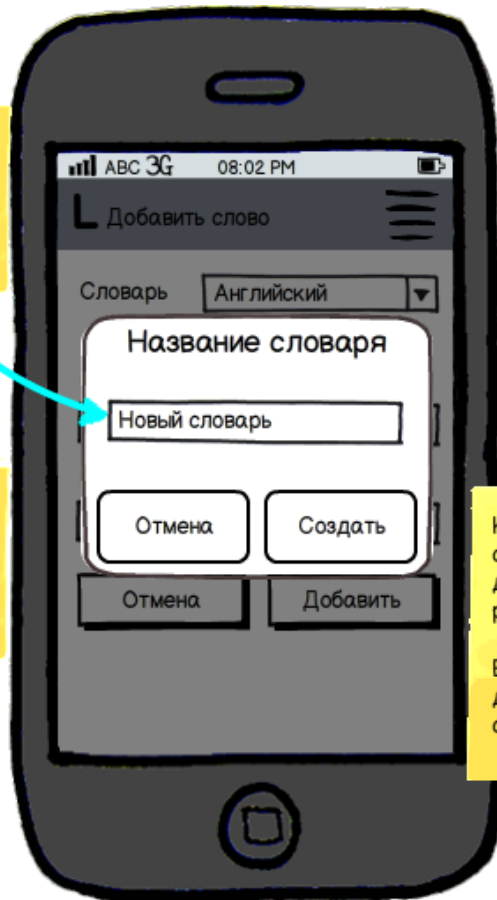 ABC 3G 08:02 PM
L Добавить слово
Словарь Английский
Название словаря
Новый словарь
Отмена Создать
Отмена Добавить